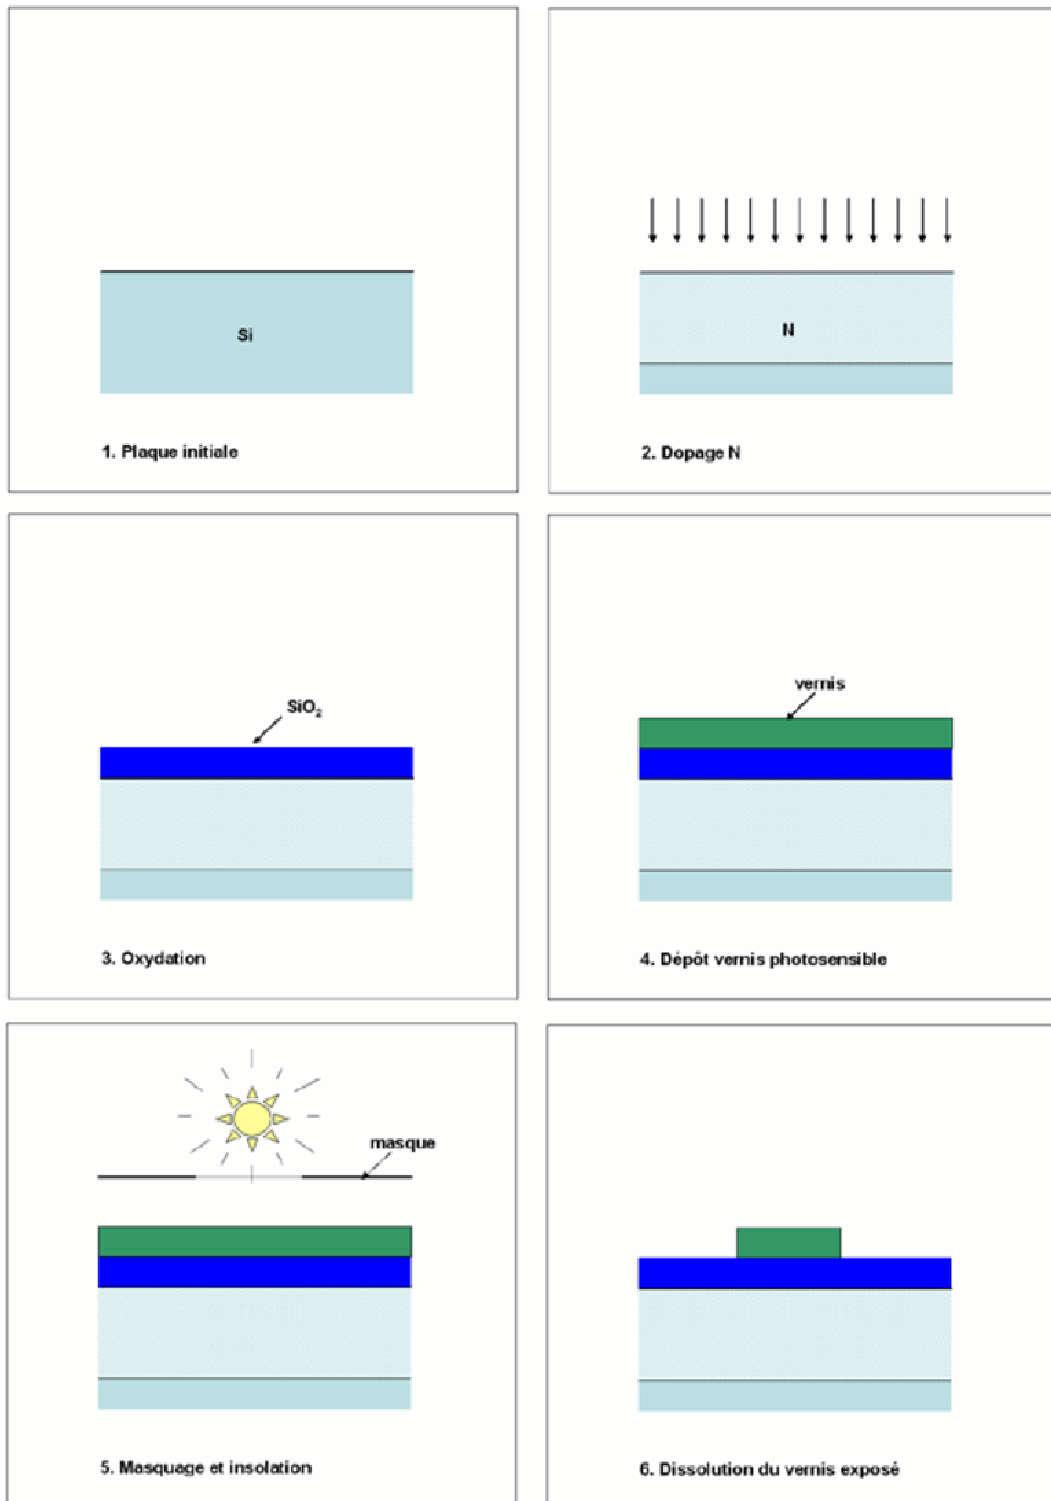 Si
1. Plaque initiale
N
2. Dopage N
SiO₂
3. Oxydation
vernis
4. Dépôt vernis photosensible
masque
5. Masquage et insolation
6. Dissolution du vernis exposé